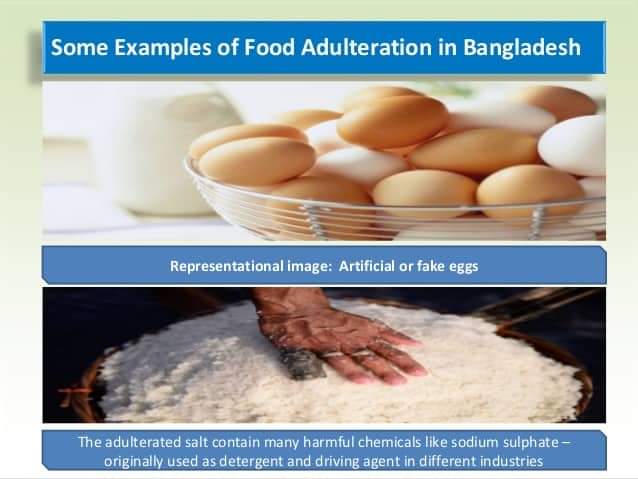 Some Examples of Food Adulteration in Bangladesh
Representational image:  Artificial or fake eggs
The adulterated salt contain many harmful chemicals like sodium sulphate –
originally used as detergent and driving agent in different industries